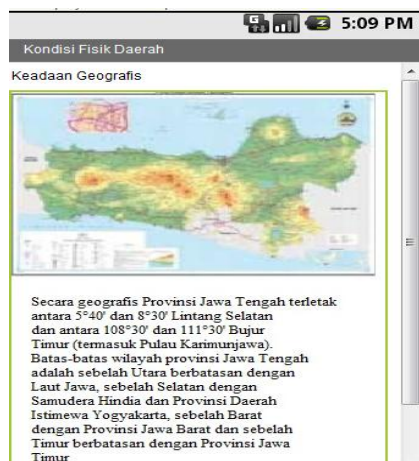 5:09 PM
Kondisi Fisik Daerah
Keadaan Geografis
Secara geografis Provinsi Jawa Tengah terletak
antara 5°40' dan 8°30' Lintang Selatan
dan antara 108°30' dan 111°30' Bujur
Timur (termasuk Pulau Karimunjawa).
Batas-batas wilayah provinsi Jawa Tengah
adalah sebelah Utara berbatasan dengan
Laut Jawa, sebelah Selatan dengan
Samudera Hindia dan Provinsi Daerah
Istimewa Yogyakarta, sebelah Barat
dengan Provinsi Jawa Barat dan sebelah
Timur berbatasan dengan Provinsi Jawa
Timur